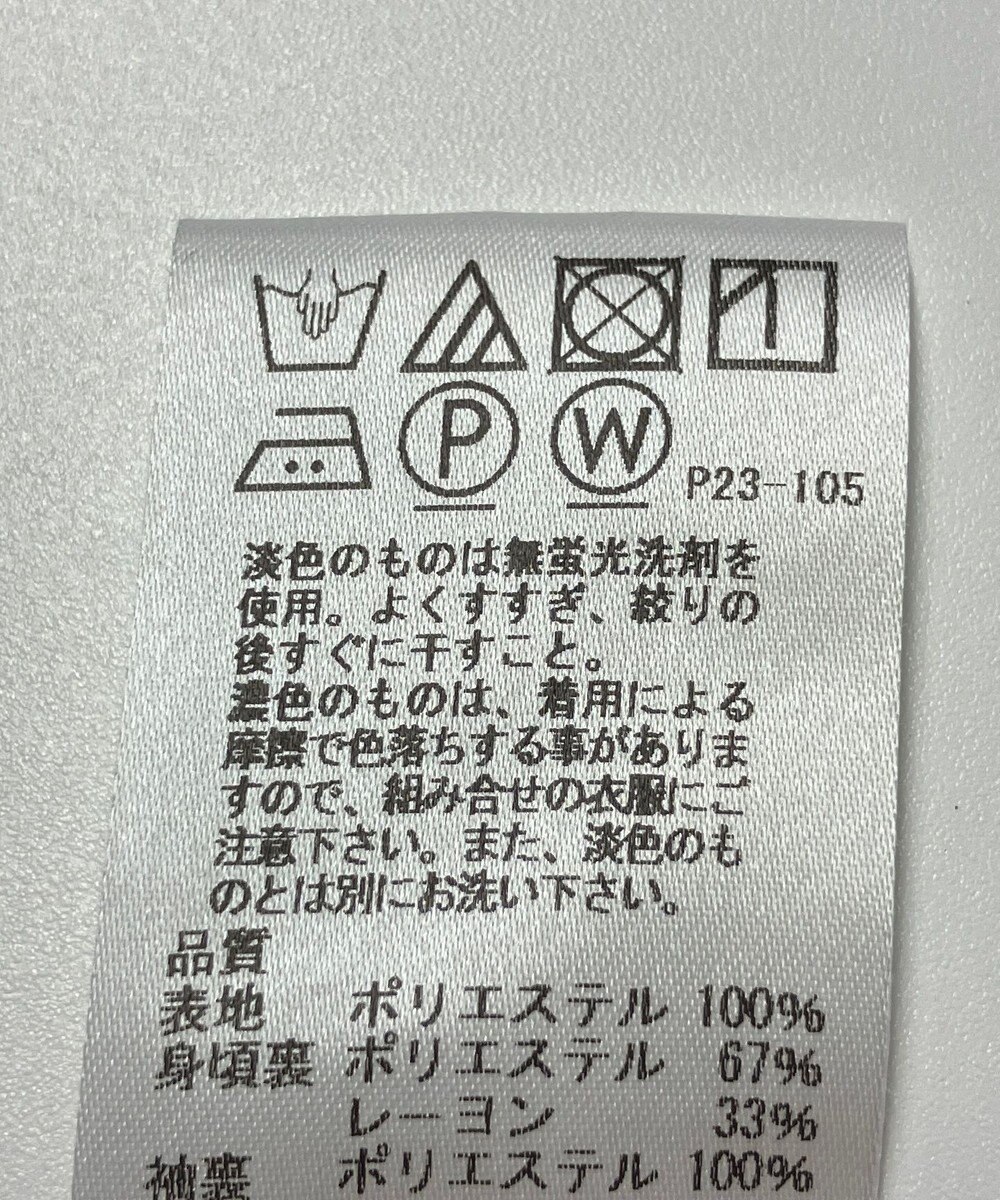 P
W
P23-105
淡色のものは無蛍光洗剤を
使用。よくすすぎ、絞りの
後すぐに干すこと。
濃色のものは、着用による
摩擦で色落ちする事がありま
すので、組み合せの衣服にご
注意下さい。また、淡色のも
のとは別にお洗い下さい。
品質
表地 ポリエステル 100%
身頃裏 ポリエステル 67%
レーヨン 33%
袖裏 ポリエステル 100%